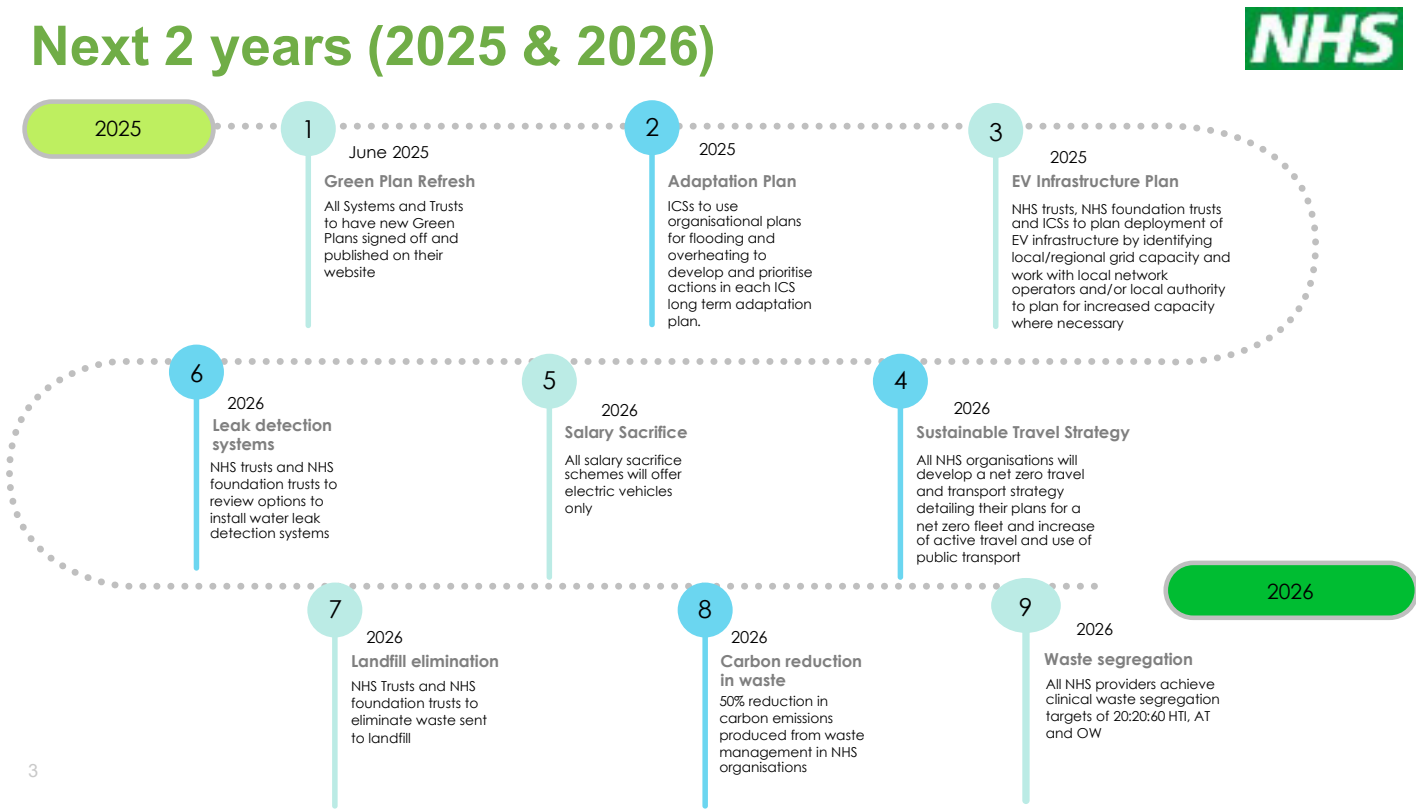 Next 2 years (2025 & 2026)
NHS
2025
1
June 2025
Green Plan Refresh
All Systems and Trusts
to have new Green
Plans signed off and
published on their
website
2
2025
Adaptation Plan
ICSs to use
organisational plans
for flooding and
overheating to
develop and prioritise
actions in each ICS
long term adaptation
plan.
3
2025
EV Infrastructure Plan
NHS trusts, NHS foundation trusts
and ICSs to plan deployment of
EV infrastructure by identifying
local/regional grid capacity and
work with local network
operators and/or local authority
to plan for increased capacity
where necessary
4
2026
Sustainable Travel Strategy
All NHS organisations will
develop a net zero travel
and transport strategy
detailing their plans for a
net zero fleet and increase
of active travel and use of
public transport
5
2026
Salary Sacrifice
All salary sacrifice
schemes will offer
electric vehicles
only
6
2026
Leak detection
systems
NHS trusts and NHS
foundation trusts to
review options to
install water leak
detection systems
7
2026
Landfill elimination
NHS Trusts and NHS
foundation trusts to
eliminate waste sent
to landfill
8
2026
Carbon reduction
in waste
50% reduction in
carbon emissions
produced from waste
management in NHS
organisations
9
2026
Waste segregation
All NHS providers achieve
clinical waste segregation
targets of 20:20:60 HTI, AT
and OW
2026
3